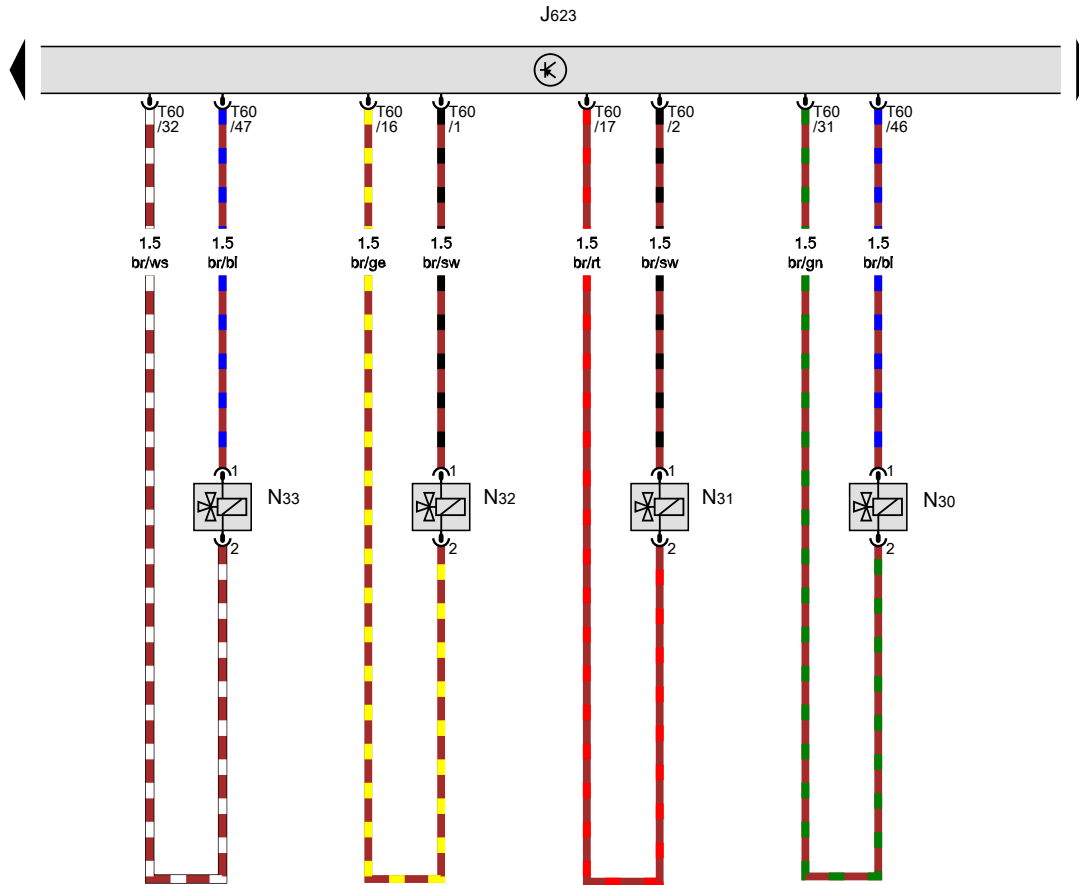 J623
T60 T60 T60 T60 T60 T60 T60 T60
/32 /47 /16 /1 /17 /2 /31 /46
1.5 1.5 1.5 1.5 1.5 1.5 1.5 1.5
br/ws br/bl br/ge br/sw br/rt br/sw br/gn br/bl
1 1 1 1
N33 N32 N31 N30
2 2 2 2